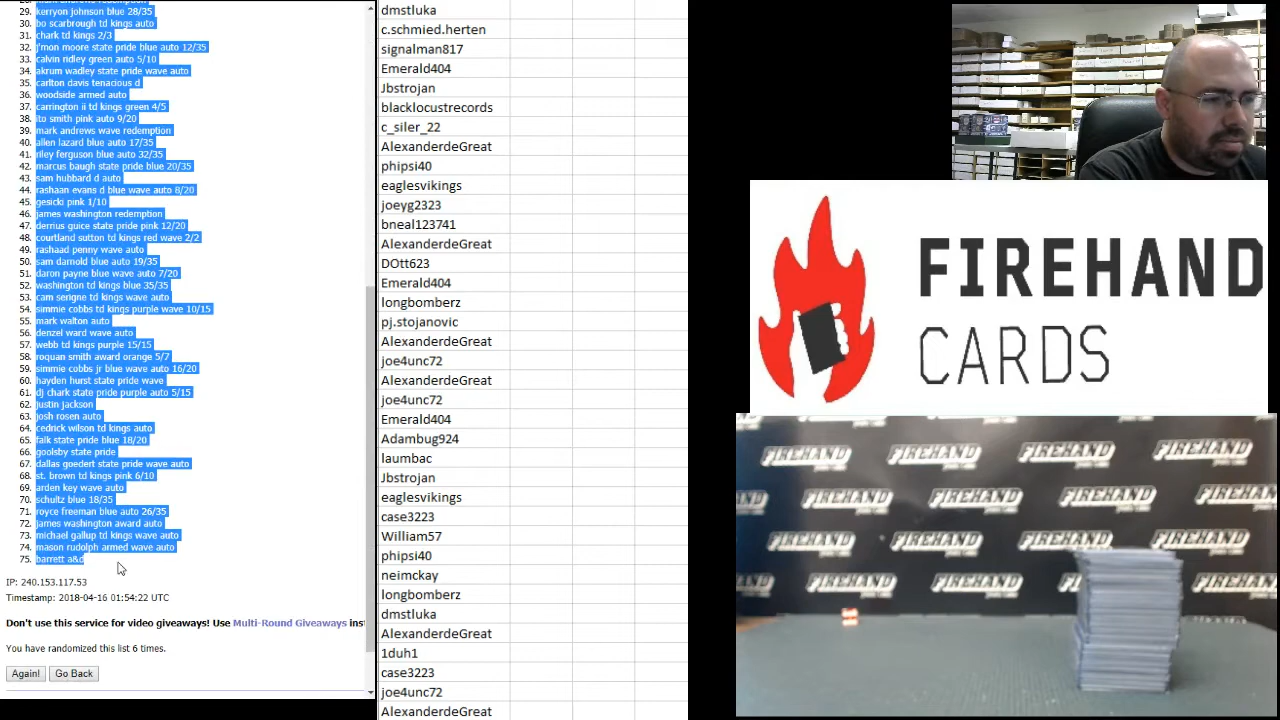 29. kerryon johnson blue 28/35
30. bo scarbrough td kings auto
31. chark td kings 2/3
32. j'mon moore state pride blue auto 12/35
33. calvin ridley green auto 5/10
34. akrum wadley state pride wave auto
35. carlton davis tenacious d
36. woodside armed auto
37. carrington ii td kings green 4/5
38. ito smith pink auto 9/20
39. mark andrews wave redemption
40. allen lazard blue auto 17/35
41. riley ferguson blue auto 32/35
42. marcus baugh state pride blue 20/35
43. sam hubbard d auto
44. rashaan evans d blue wave auto 8/20
45. gesicki pink 1/10
46. james washington redemption
47. derrius guice state pride pink 12/20
48. courtland sutton td kings red wave 2/2
49. rashaad penny wave auto
50. sam darnold blue auto 19/35
51. daron payne blue wave auto 7/20
52. washington td kings blue 35/35
53. cam serigne td kings wave auto
54. simmie cobbs td kings purple wave 10/15
55. mark walton auto
56. denzel ward wave auto
57. webb td kings purple 15/15
58. roquan smith award orange 5/7
59. simmie cobbs jr blue wave auto 16/20
60. hayden hurst state pride wave
61. dj chark state pride purple auto 5/15
62. justin jackson
63. josh rosen auto
64. cedrick wilson td kings auto
65. falk state pride blue 18/20
66. goolsby state pride
67. dallas goedert state pride wave auto
68. st. brown td kings pink 6/10
69. arden key wave auto
70. schultz blue 18/35
71. royce freeman blue auto 26/35
72. james washington award auto
73. michael gallup td kings wave auto
74. mason rudolph armed wave auto
75. barrett a&d
IP: 240.153.117.53
Timestamp: 2018-04-16 01:54:22 UTC
Don't use this service for video giveaways! Use Multi-Round Giveaways
You have randomized this list 6 times.
Again! Go Back
dmstluka
c.schmied.herten
signalman817
Emerald404
Jbstrojan
blacklocustrecords
c_siler_22
AlexanderdeGreat
phipsi40
eaglesvikings
joeyg2323
bneal123741
AlexanderdeGreat
DOtt623
Emerald404
longbomberz
pj.stojanovic
AlexanderdeGreat
joe4unc72
AlexanderdeGreat
joe4unc72
Emerald404
Adambug924
laumbac
Jbstrojan
eaglesvikings
case3223
William57
phipsi40
neimckay
longbomberz
dmstluka
AlexanderdeGreat
1duh1
case3223
joe4unc72
AlexanderdeGreat
FIREHAND
CARDS
FIREHAND FIREHAND FIREHAND
FIREHAND FIREHAND FIREHAND
FIREHAND FIREHAND FIREHAND
FIREHAND FIREHAND FIREHAND